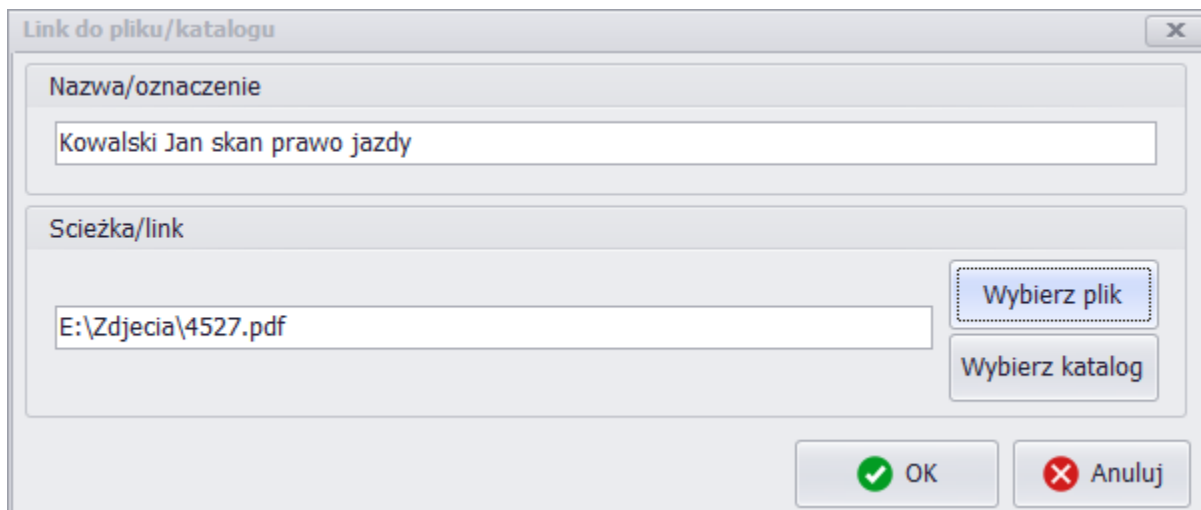 Link do pliku/katalogu
Nazwa/oznaczenie
Kowalski Jan skan prawo jazdy
Scieżka/link
Wybierz plik
E:\Zdjecia\4527.pdf
Wybierz katalog
OK
Anuluj